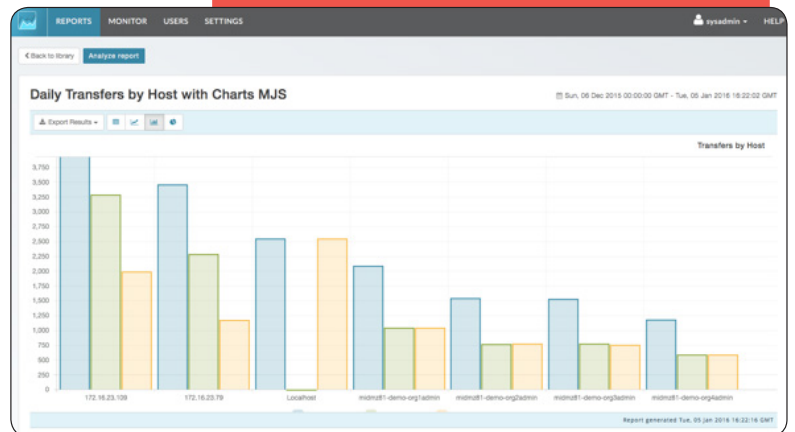 REPORTS MONITOR USERS SETTINGS sysadmin HELP
Back to library Analyze report
Daily Transfers by Host with Charts MJS Sun, 06 Dec 2015 00:00:00 GMT - Tue, 05 Jan 2016 16:22:02 GMT
Export Results
Transfers by Host
3,750
3,500
3,250
3,000
2,750
2,500
2,250
2,000
1,750
1,500
1,250
1,000
750
500
250
0
172.16.23.109 172.16.23.79 Localhost midmz81-demo-org1admin midmz81-demo-org2admin midmz81-demo-org3admin midmz81-demo-org4admin
Report generated Tue, 05 Jan 2016 16:22:16 GMT